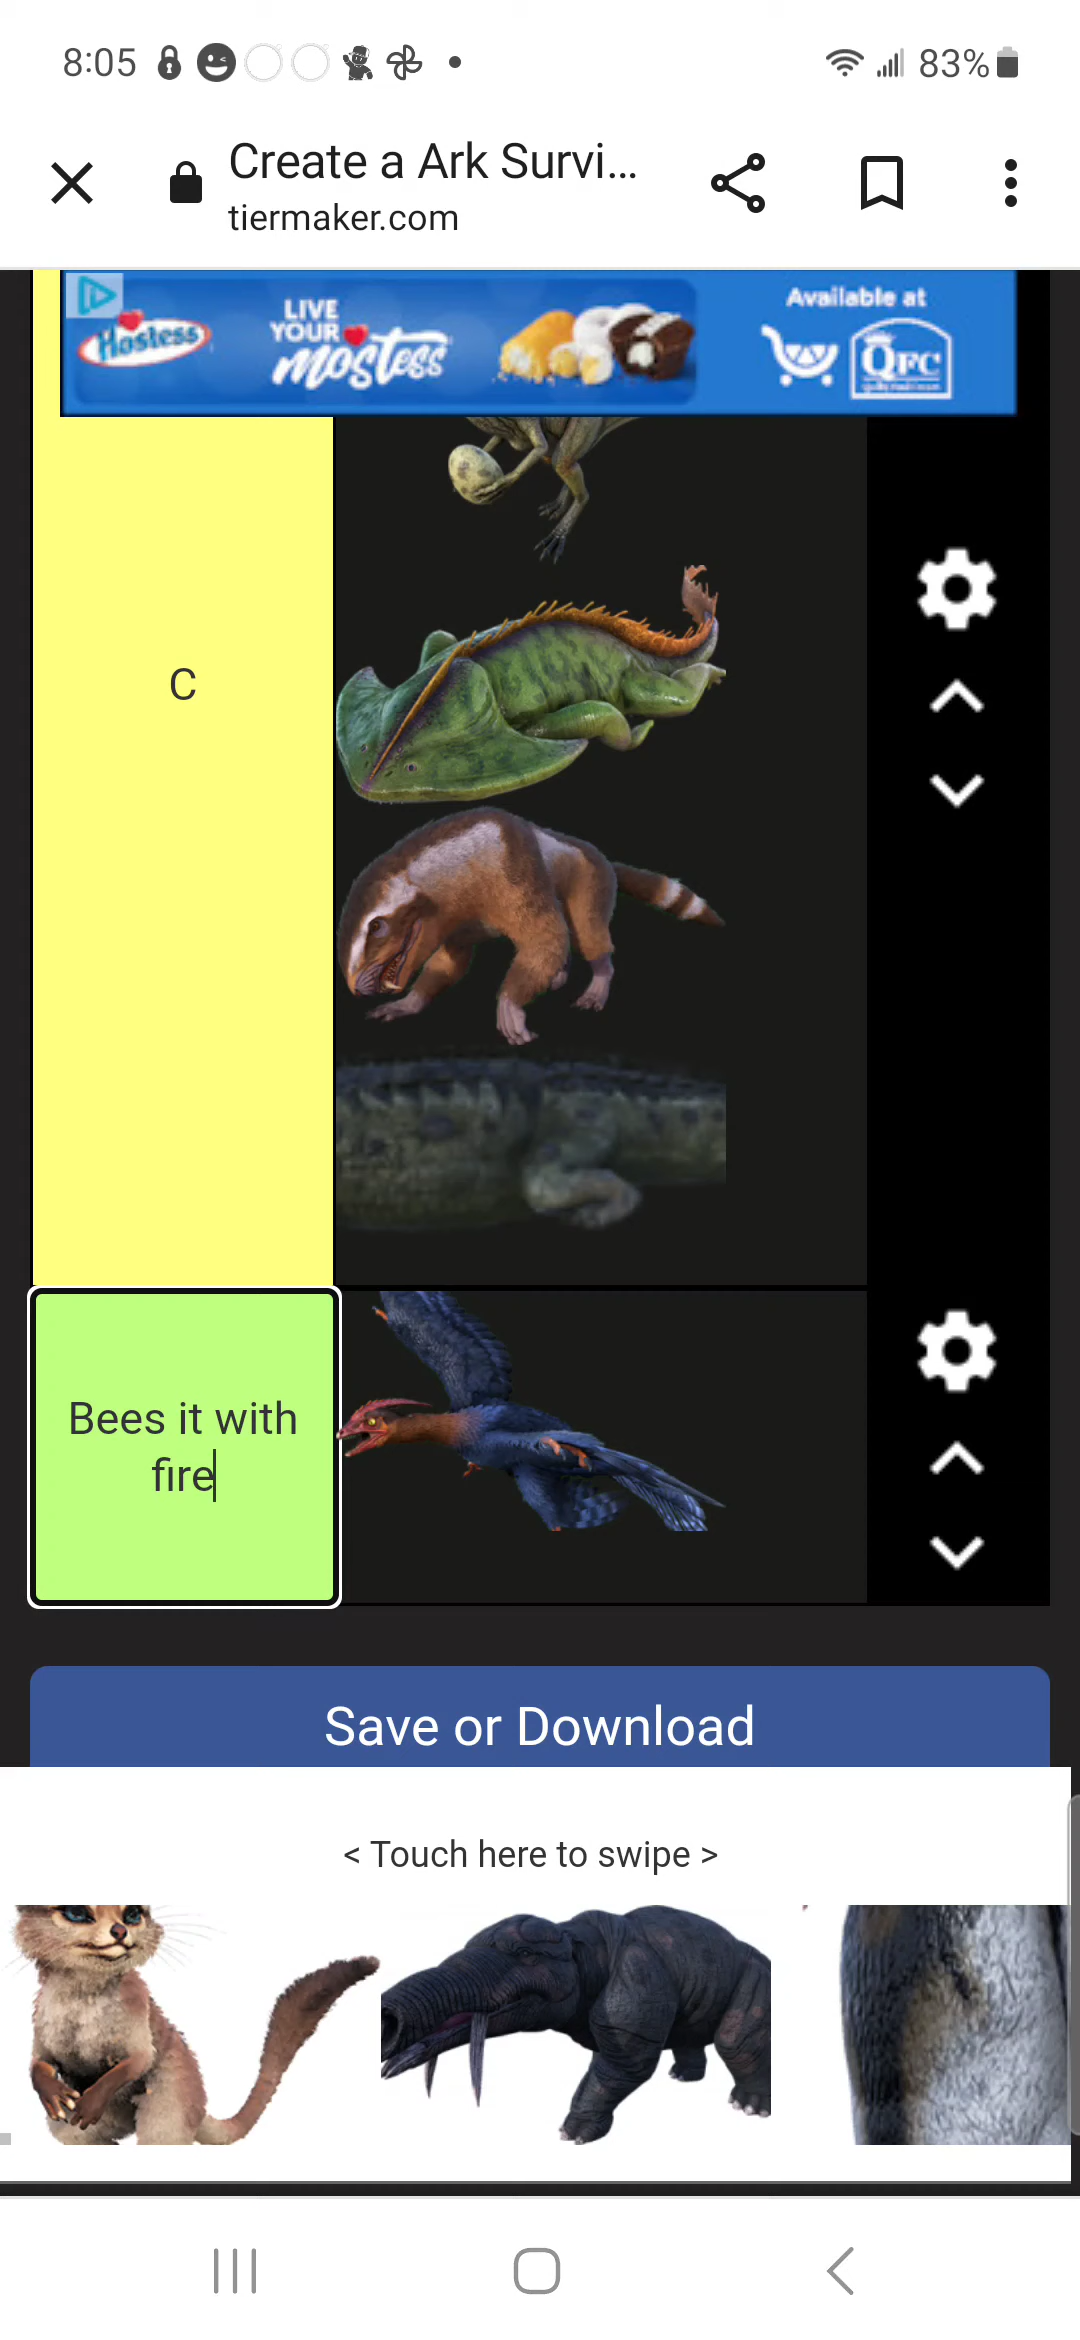 8:05
83%
Create a Ark Survi...
tiermaker.com
Hostess
LIVE
YOUR
mostess
Available at
QFC
C
Bees it with
fire
Save or Download
< Touch here to swipe >